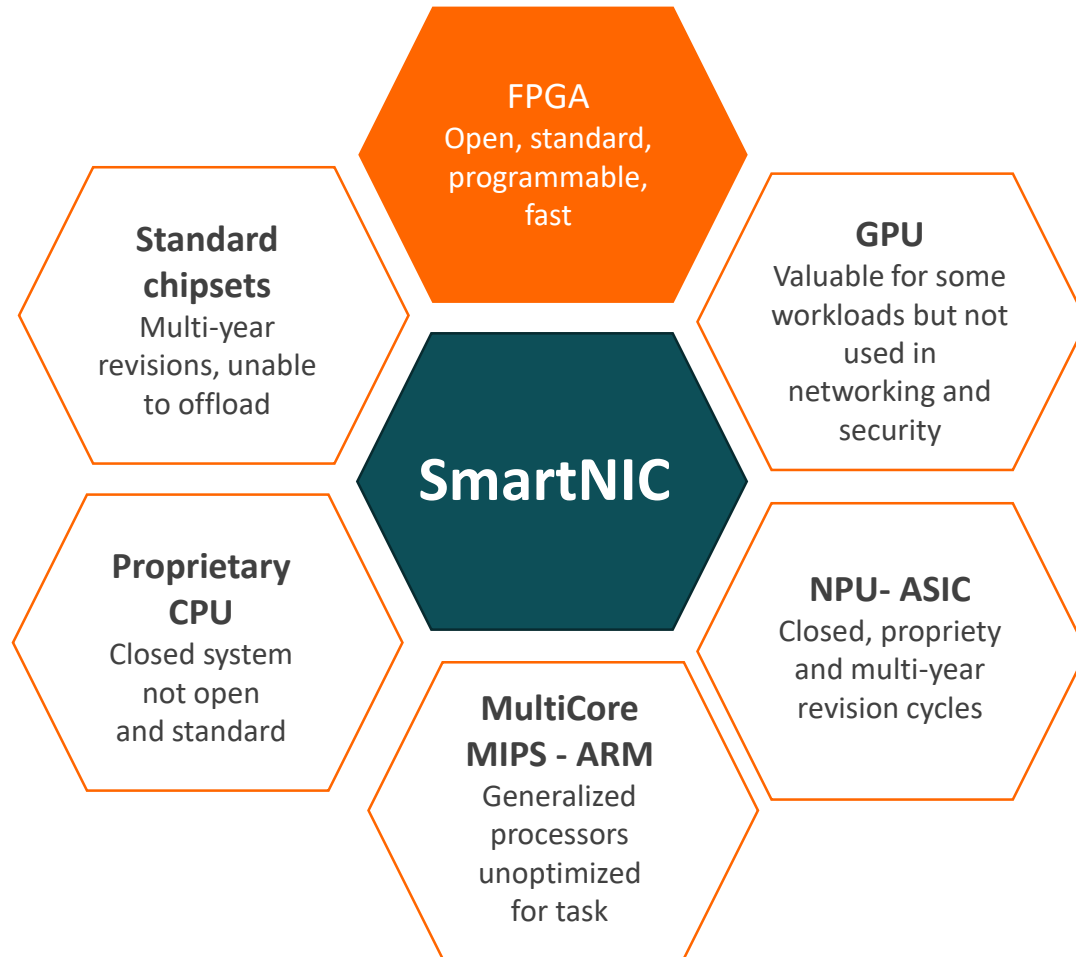 FPGA
Open, standard,
programmable,
fast
Standard
chipsets
Multi-year
revisions, unable
to offload
GPU
Valuable for some
workloads but not
used in
networking and
security
SmartNIC
Proprietary
CPU
Closed system
not open
and standard
NPU- ASIC
Closed, propriety
and multi-year
revision cycles
MultiCore
MIPS - ARM
Generalized
processors
unoptimized
for task